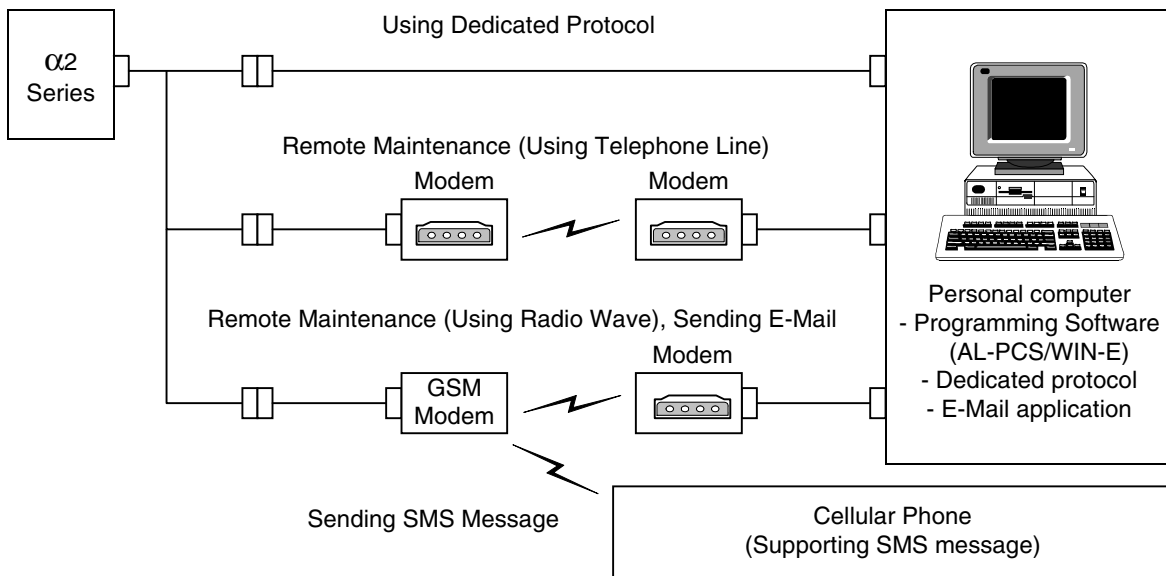 α2
Series
Using Dedicated Protocol
Remote Maintenance (Using Telephone Line)
Modem
Modem
Remote Maintenance (Using Radio Wave), Sending E-Mail
GSM
Modem
Modem
Personal computer
- Programming Software
(AL-PCS/WIN-E)
- Dedicated protocol
- E-Mail application
Sending SMS Message
Cellular Phone
(Supporting SMS message)